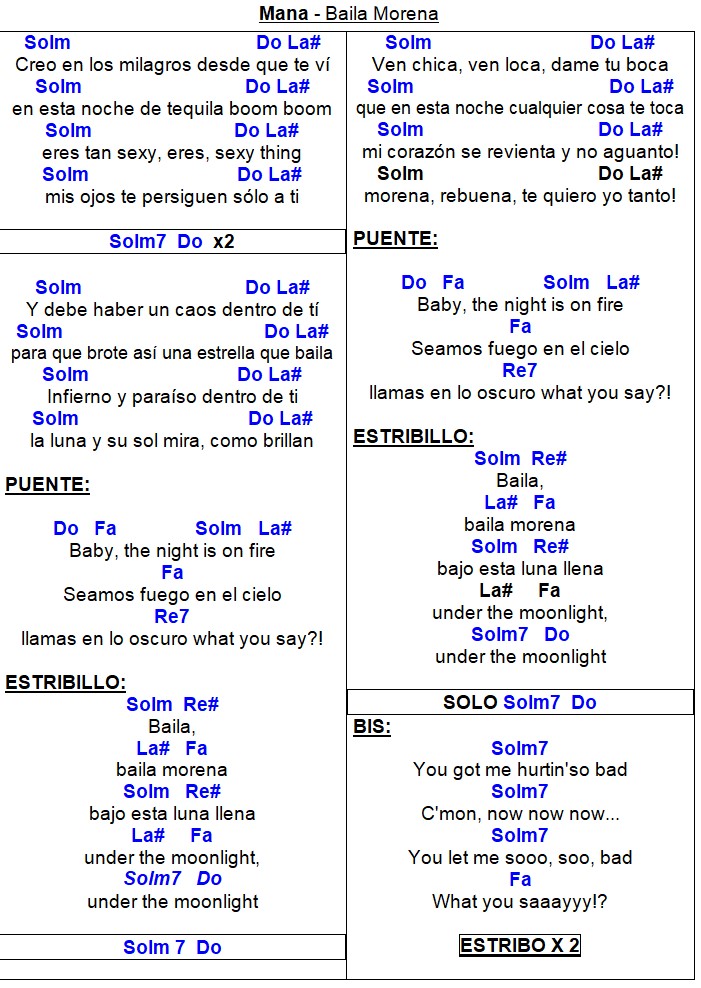 Mana - Baila Morena
Solm Do La#
Creo en los milagros desde que te ví
Solm Do La#
en esta noche de tequila boom boom
Solm Do La#
eres tan sexy, eres, sexy thing
Solm Do La#
mis ojos te persiguen sólo a ti
Solm7 Do x2
Solm Do La#
Y debe haber un caos dentro de tí
Solm Do La#
para que brote así una estrella que baila
Solm Do La#
Infierno y paraíso dentro de ti
Solm Do La#
la luna y su sol mira, como brillan
PUENTE:
Do Fa Solm La#
Baby, the night is on fire
Fa
Seamos fuego en el cielo
Re7
llamas en lo oscuro what you say?!
ESTRIBILLO:
Solm Re#
Baila,
La# Fa
baila morena
Solm Re#
bajo esta luna llena
La# Fa
under the moonlight,
Solm7 Do
under the moonlight
Solm 7 Do
Solm Do La#
Ven chica, ven loca, dame tu boca
Solm Do La#
que en esta noche cualquier cosa te toca
Solm Do La#
mi corazón se revienta y no aguanto!
Solm Do La#
morena, rebuena, te quiero yo tanto!
PUENTE:
Do Fa Solm La#
Baby, the night is on fire
Fa
Seamos fuego en el cielo
Re7
llamas en lo oscuro what you say?!
ESTRIBILLO:
Solm Re#
Baila,
La# Fa
baila morena
Solm Re#
bajo esta luna llena
La# Fa
under the moonlight,
Solm7 Do
under the moonlight
SOLO Solm7 Do
BIS:
Solm7
You got me hurtin'so bad
Solm7
C'mon, now now now...
Solm7
You let me sooo, soo, bad
Fa
What you saaayyy!?
ESTRIBO X 2